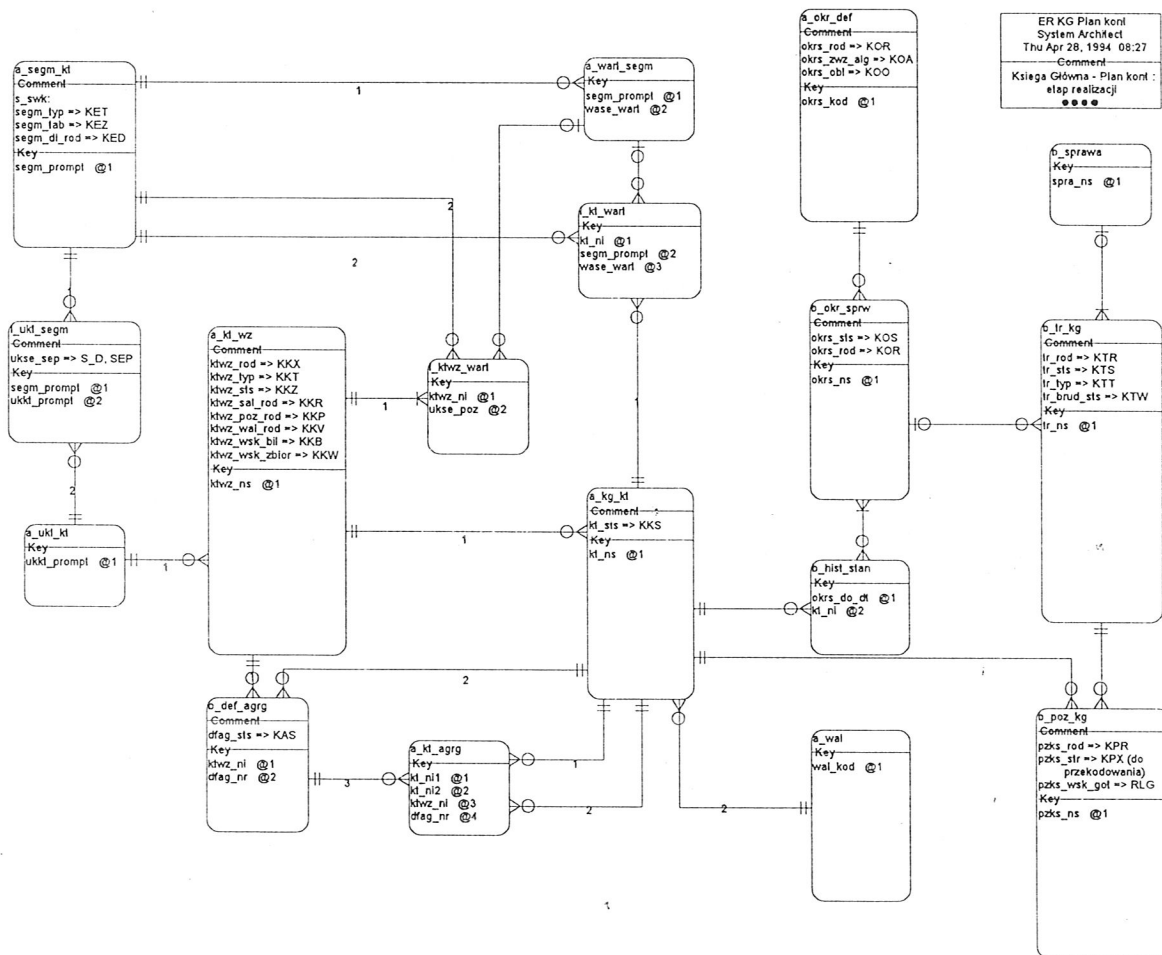 ER KG Plan kont
System Architect
Thu Apr 28, 1994 08:27
Comment
Ksiega Główna - Plan kont :
etap realizacji
a_segm_kt
Comment
s_swk:
segm_typ => KET
segm_tab => KEZ
segm_dl_rod => KED
Key
segm_prompt @1
a_wart_segm
Key
segm_prompt @1
wase_wart @2
a_okr_def
Comment
okrs_rod => KOR
okrs_zwz_alg => KOA
okrs_obl => KOO
Key
okrs_kod @1
b_sprawa
Key
spra_ns @1
l_kt_wart
Key
kt_ni @1
segm_prompt @2
wase_wart @3
l_ukt_segm
Comment
ukse_sep => S_D, SEP
Key
segm_prompt @1
ukkt_prompt @2
a_kt_wz
Comment
ktwz_rod => KKX
ktwz_typ => KKT
ktwz_sts => KKZ
ktwz_sal_rod => KKR
ktwz_poz_rod => KKP
ktwz_wal_rod => KKV
ktwz_wsk_bil => KKB
ktwz_wsk_zbior => KKW
Key
ktwz_ns @1
l_ktwz_wart
Key
ktwz_ni @1
ukse_poz @2
b_okr_sprw
Comment
okrs_sts => KOS
okrs_rod => KOR
Key
okrs_ns @1
b_tr_kg
Comment
tr_rod => KTR
tr_sts => KTS
tr_typ => KTT
tr_brud_sts => KTW
Key
tr_ns @1
a_ukt_kt
Key
ukkt_prompt @1
a_kg_kt
Comment
kt_sts => KKS
Key
kt_ns @1
b_hist_stan
Key
okrs_do_dt @1
kt_ni @2
b_def_agrg
Comment
dfag_sts => KAS
Key
ktwz_ni @1
dfag_nr @2
a_kt_agrg
Key
kt_ni1 @1
kt_ni2 @2
ktwz_ni @3
dfag_nr @4
a_wal
Key
wal_kod @1
b_poz_kg
Comment
pzks_rod => KPR
pzks_str => KPX (do
przekodowania)
pzks_wsk_got => RLG
Key
pzks_ns @1
1
2
2
1
2
1
1
1
1
2
3
1
2
2